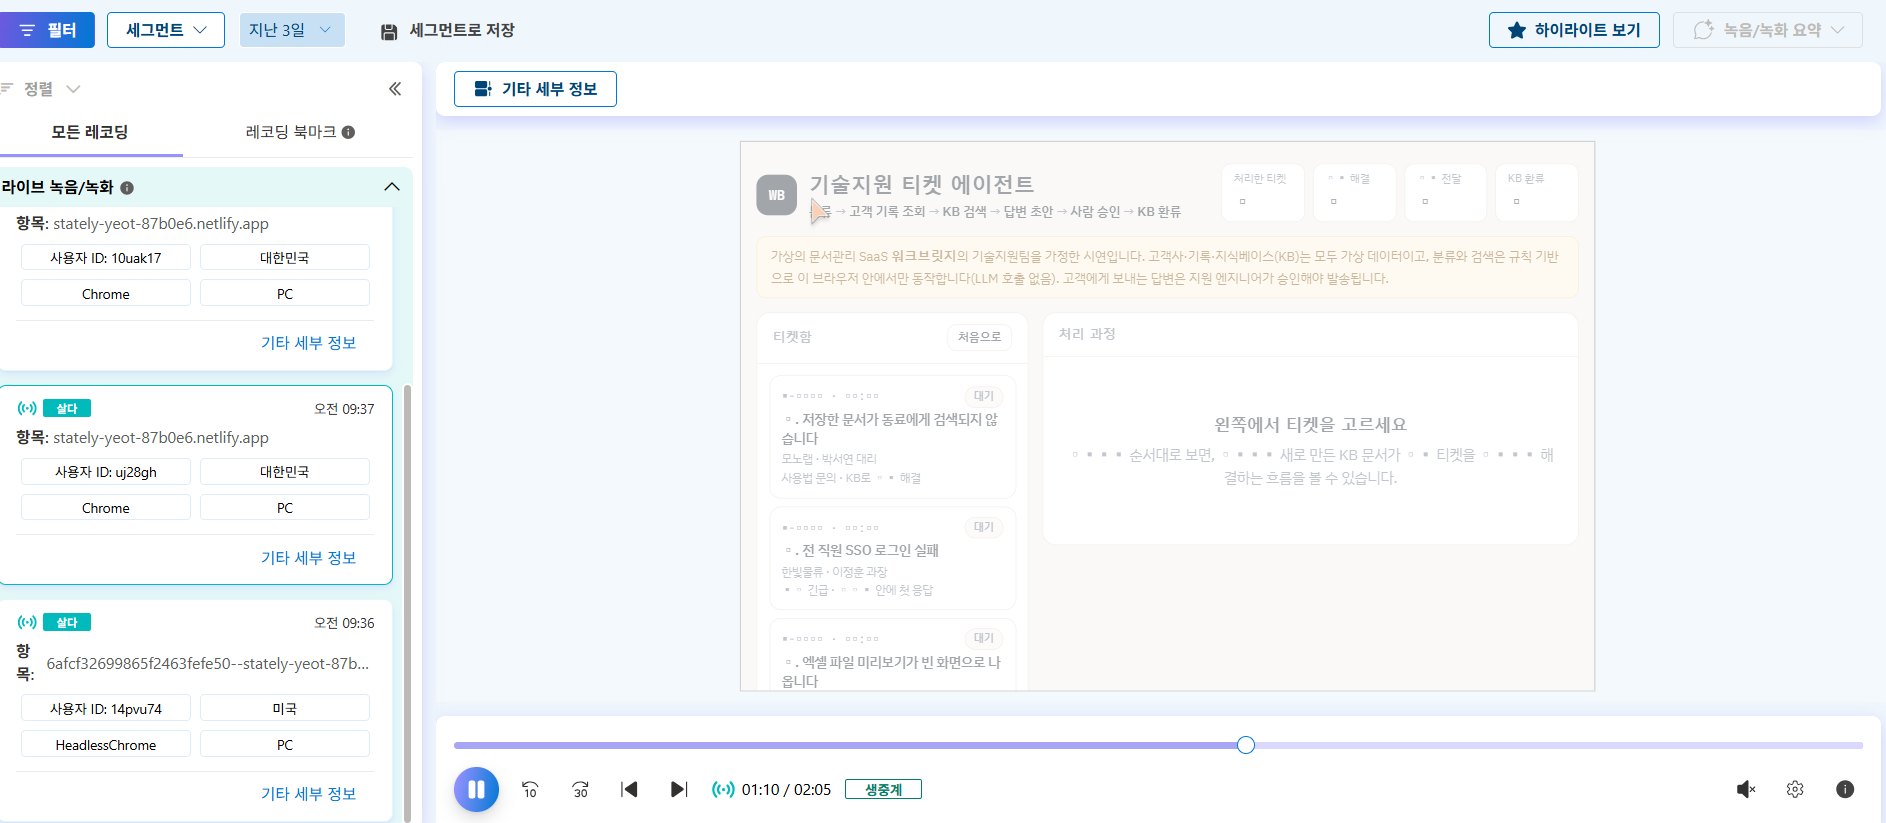 필터
세그먼트
지난 3일
세그먼트로 저장
하이라이트 보기
녹음/녹화 요약
정렬
모든 레코딩
레코딩 북마크
라이브 녹음/녹화
항목: stately-yeot-87b0e6.netlify.app
사용자 ID: 10uak17
대한민국
Chrome
PC
기타 세부 정보
살다
오전 09:37
항목: stately-yeot-87b0e6.netlify.app
사용자 ID: uj28gh
대한민국
Chrome
PC
기타 세부 정보
살다
오전 09:36
항목: 6afcf32699865f2463fefe50--stately-yeot-87b...
사용자 ID: 14pvu74
미국
HeadlessChrome
PC
기타 세부 정보
기타 세부 정보
WB
기술지원 티켓 에이전트
→ 고객 기록 조회 → KB 검색 → 답변 초안 → 사람 승인 → KB 환류
처리한 티켓
해결
전달
KB 환류
가상의 문서관리 SaaS 워크브릿지의 기술지원팀을 가정한 시연입니다. 고객사·기록·지식베이스(KB)는 모두 가상 데이터이고, 분류와 검색은 규칙 기반
으로 이 브라우저 안에서만 동작합니다(LLM 호출 없음). 고객에게 보내는 답변은 지원 엔지니어가 승인해야 발송됩니다.
티켓함
처음으로
대기
. 저장한 문서가 동료에게 검색되지 않
습니다
모노랩 · 박서연 대리
사용법 문의 · KB로 해결
대기
. 전 직원 SSO 로그인 실패
한빛물류 · 이정훈 과장
긴급 · 안에 첫 응답
대기
. 엑셀 파일 미리보기가 빈 화면으로 나
옵니다
처리 과정
왼쪽에서 티켓을 고르세요
순서대로 보면, 새로 만든 KB 문서가 티켓을 해
결하는 흐름을 볼 수 있습니다.
10
30
01:10 / 02:05
생중계